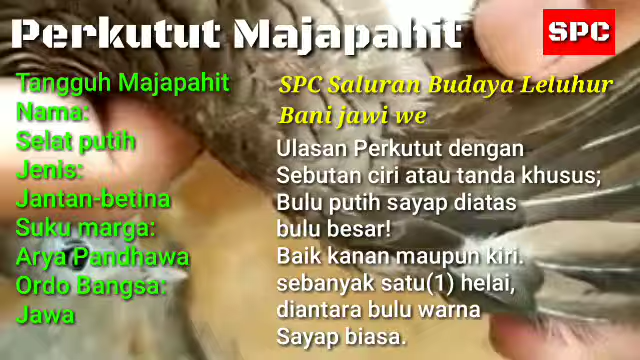 Perkutut Majapahit
SPC
Tangguh Majapahit
Nama:
Selat putih
Jenis:
Jantan-betina
Suku marga:
Arya Pandhawa
Ordo Bangsa:
Jawa
SPC Saluran Budaya Leluhur
Bani jawi we
Ulasan Perkutut dengan
Sebutan ciri atau tanda khusus;
Bulu putih sayap diatas
bulu besar!
Baik kanan maupun kiri.
sebanyak satu(1) helai,
diantara bulu warna
Sayap biasa.